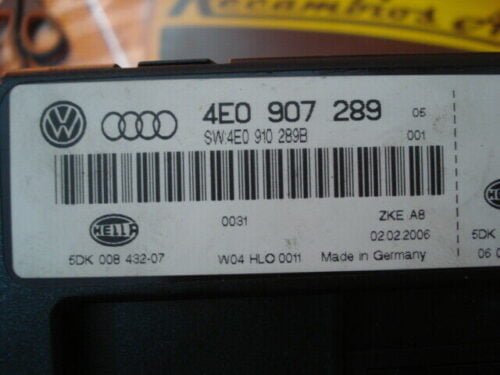 Recambios A
4E0 907 289 05
SW:4E0 910 289B 001
HELLA
0031 ZKE A8
02.02.2006
5DK 008 432-07 W04 HLO 0011 Made in Germany
5DK
06 0